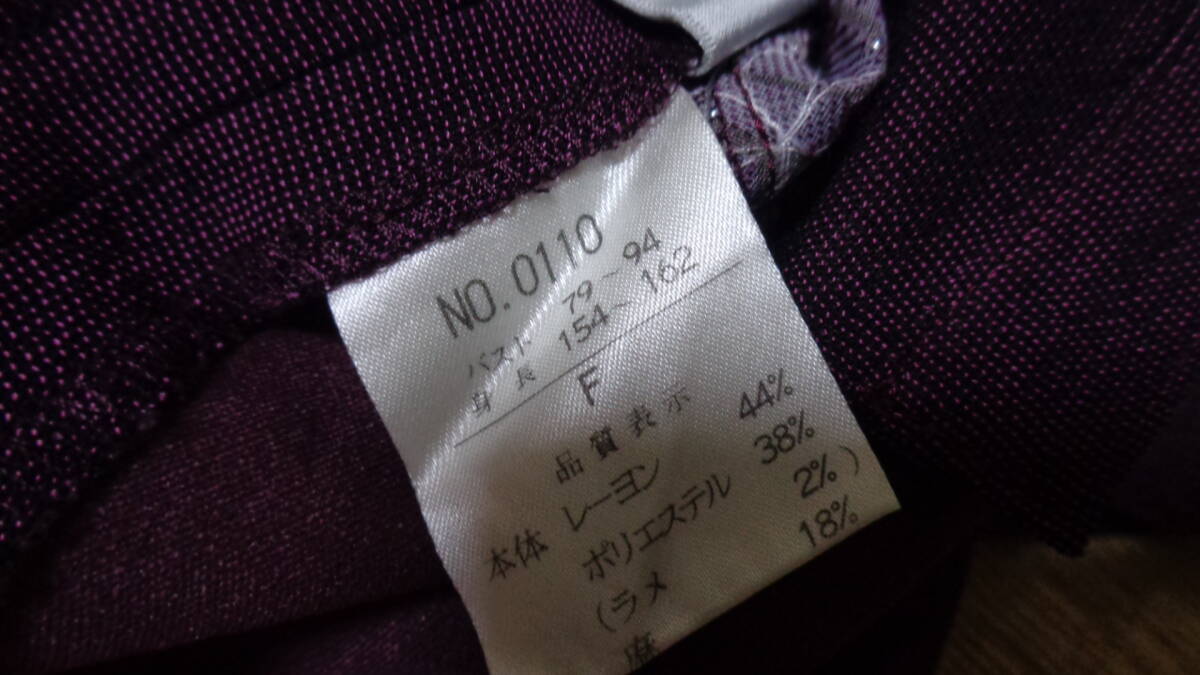 NO.0110
バスト 79～94
身長 154～162
F
品質表示
本体 レーヨン 44%
ポリエステル 38%
(ラメ 2%)
麻 18%